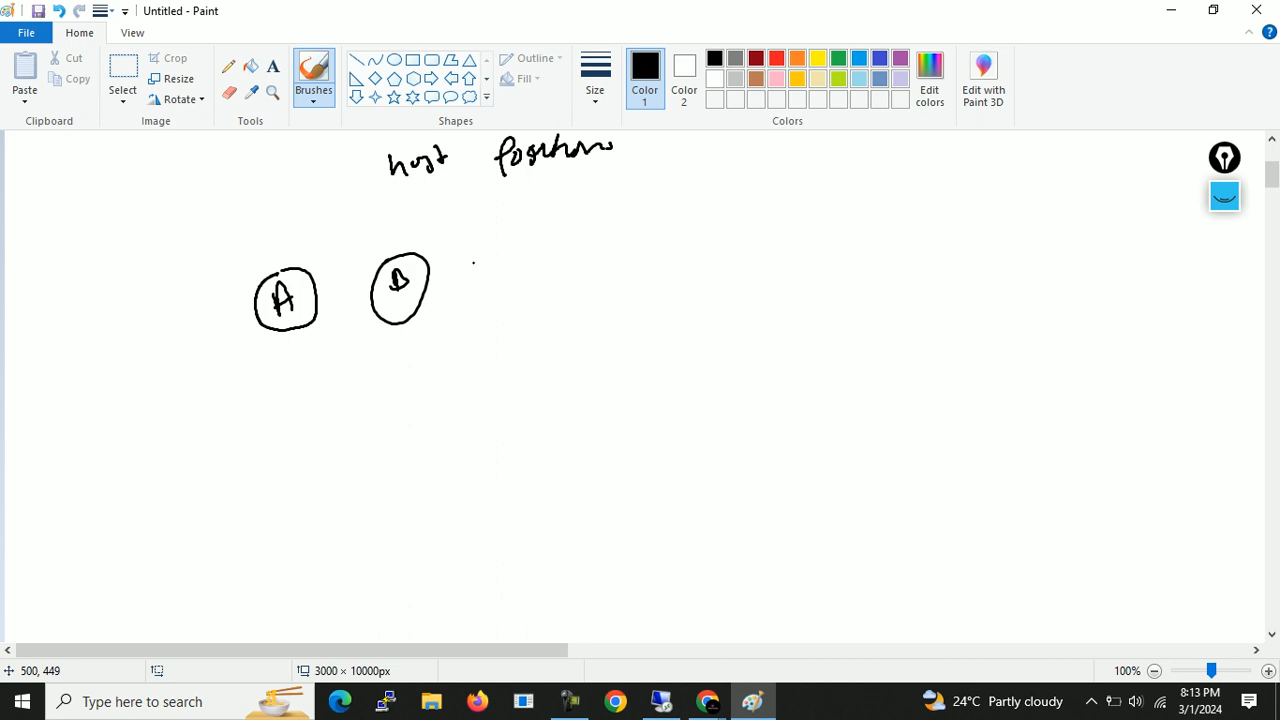 Untitled - Paint
File Home View
Paste Cut Copy
Clipboard
Select Crop Resize Rotate
Image
A
Tools
Brushes
Outline Fill
Shapes
Size
Color 1
Color 2
Edit colors
Colors
Edit with Paint 3D
host
A B
500, 449 3000 × 10000px 100%
Type here to search 24°C Partly cloudy 8:13 PM
3/1/2024